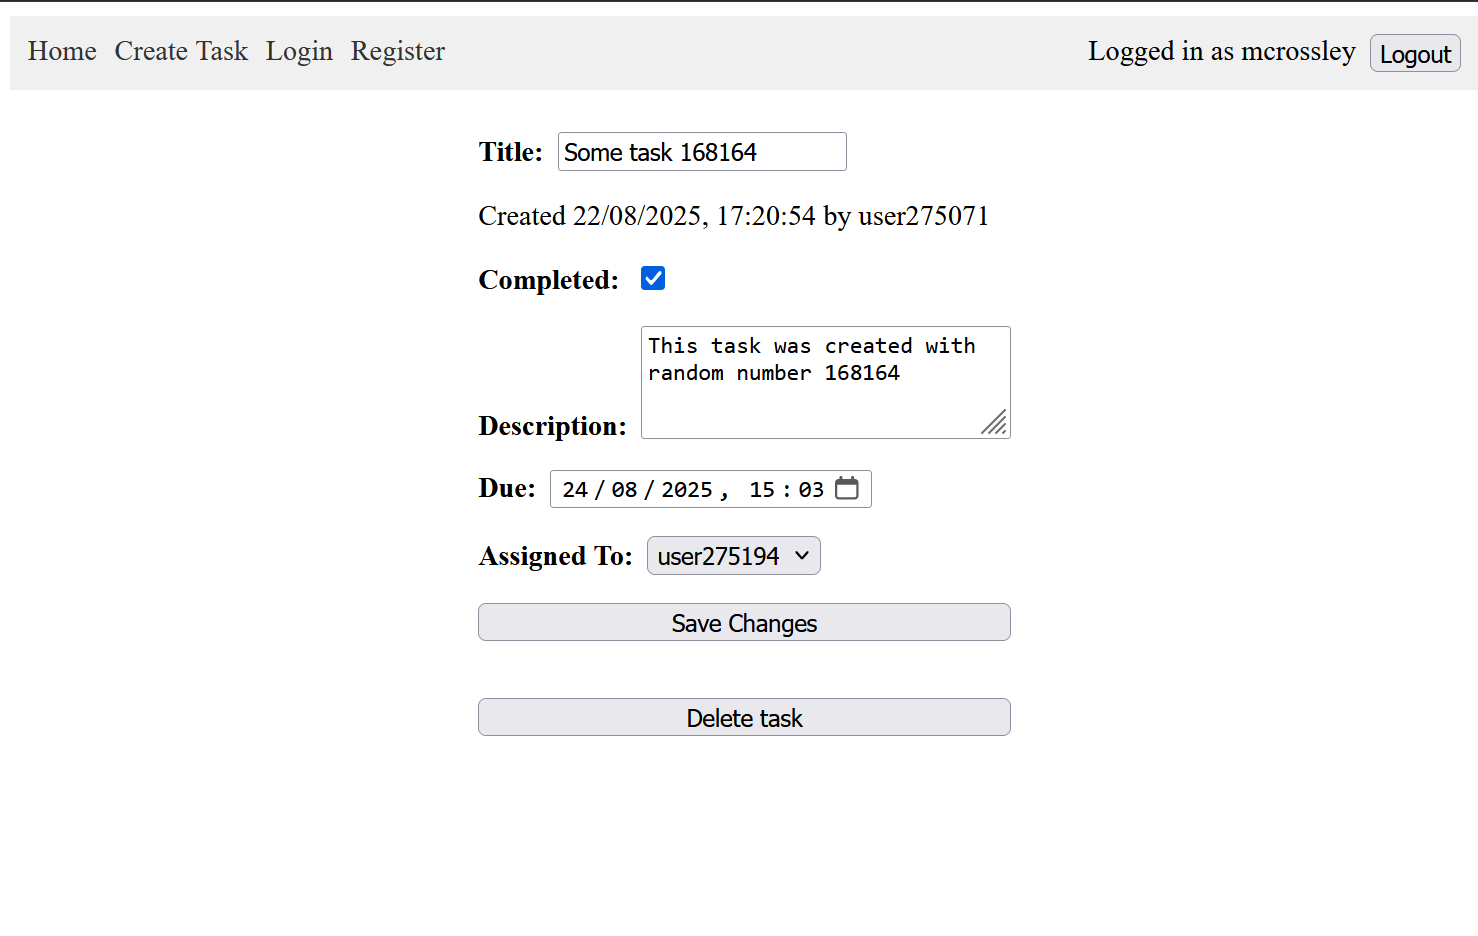 Home Create Task Login Register Logged in as mcrossley Logout
Title: Some task 168164
Created 22/08/2025, 17:20:54 by user275071
Completed:
This task was created with
random number 168164
Description:
Due: 24/08/2025, 15:03
Assigned To: user275194
Save Changes
Delete task